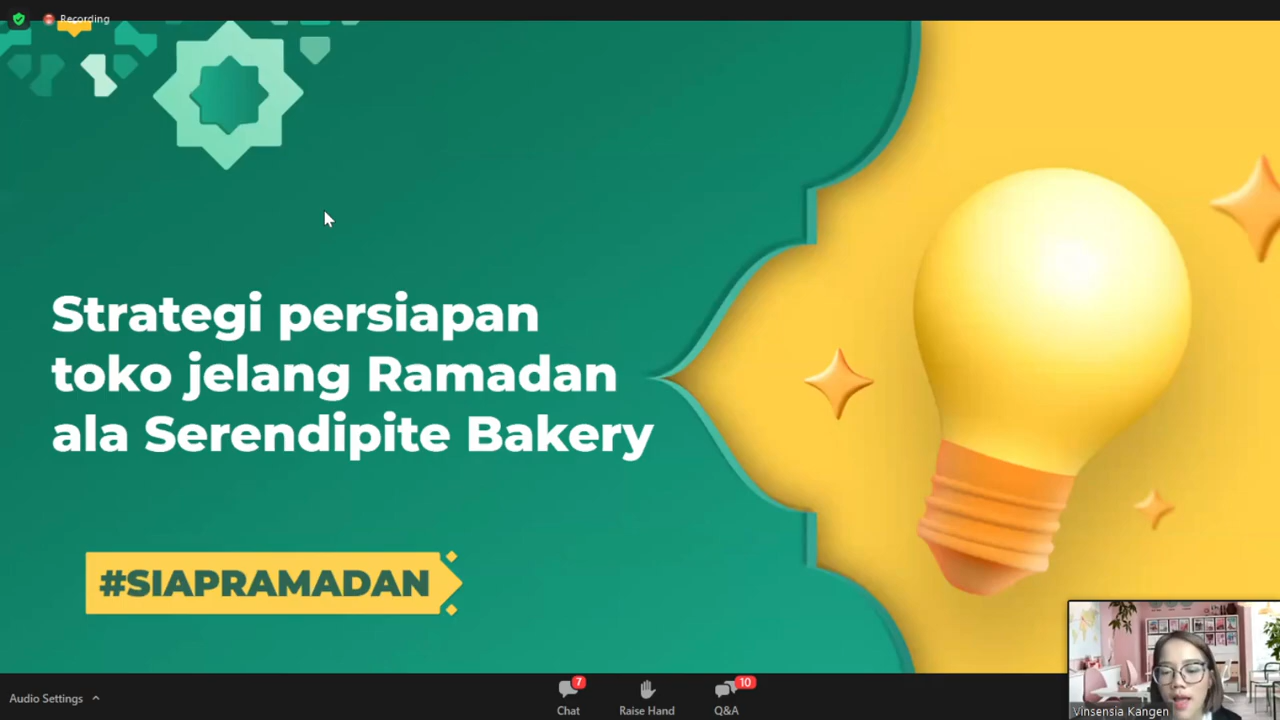 Recording
Strategi persiapan
toko jelang Ramadan
ala Serendipite Bakery
#SIAPRAMADAN
Vinsensia Kangen
Audio Settings
7
10
Chat
Raise Hand
Q&A